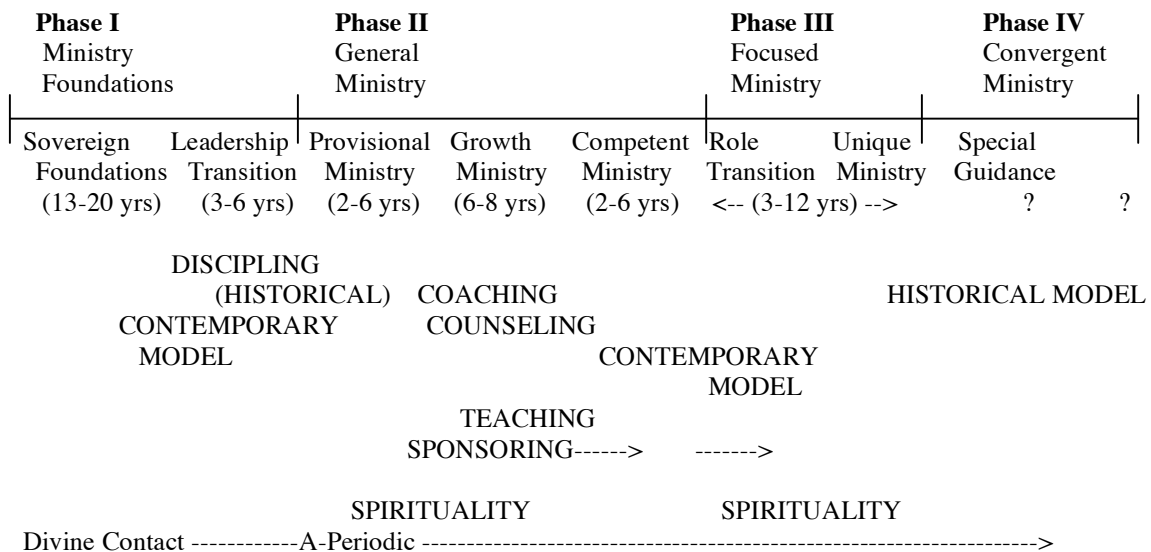 Phase I Phase II Phase III Phase IV
Ministry General Focused Convergent
Foundations Ministry Ministry Ministry
Sovereign Leadership Provisional Growth Competent Role Unique Special
Foundations Transition Ministry Ministry Ministry Transition Ministry Guidance
(13-20 yrs) (3-6 yrs) (2-6 yrs) (6-8 yrs) (2-6 yrs) <-- (3-12 yrs) --> ? ?
DISCIPLING
(HISTORICAL) COACHING HISTORICAL MODEL
CONTEMPORARY COUNSELING
MODEL CONTEMPORARY
MODEL
TEACHING
SPONSORING------> ------->
SPIRITUALITY SPIRITUALITY
Divine Contact ------------A-Periodic ---------------------------------------------------------------------->